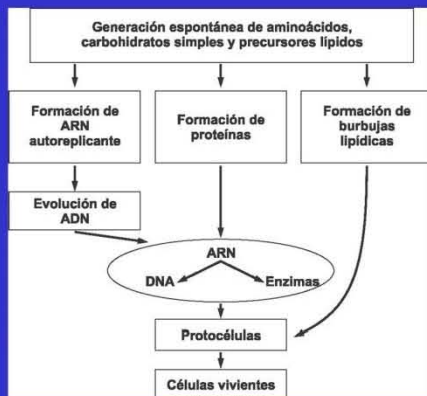 Generación espontánea de aminoácidos,
carbohidratos simples y precursores lípidos
Formación de
ARN
autoreplicante
Formación de
proteínas
Formación de
burbujas
lipídicas
Evolución de
ADN
ARN
DNA
Enzimas
Protocélulas
Células vivientes